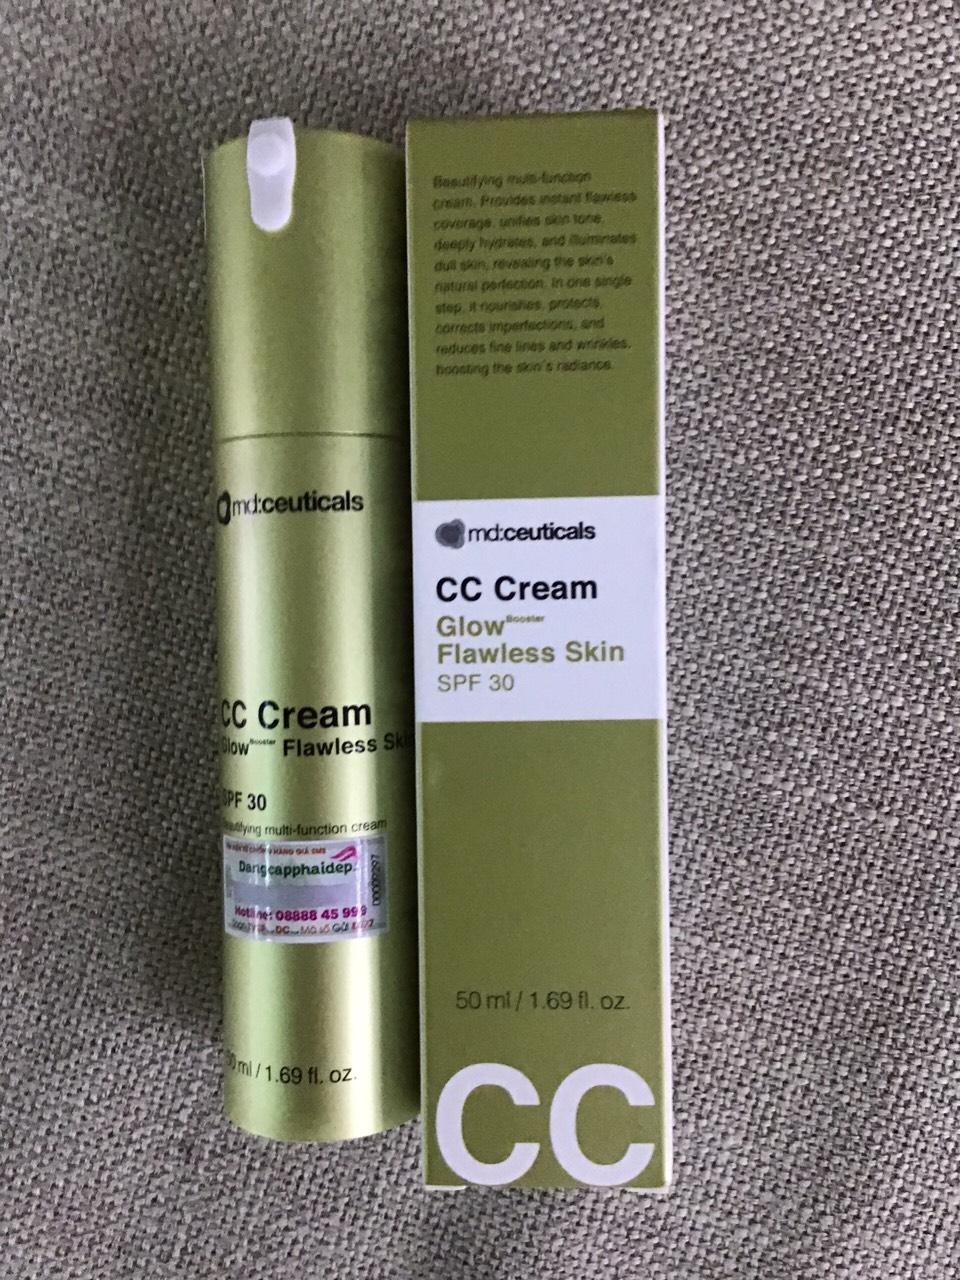 md:ceuticals
CC Cream
Glow Booster Flawless
SPF 30
multi-function cream
Dangcapphaidep
Hotline: 08888 45 999
ml / 1.69 fl. oz.
Beautifying multi-function
cream. Provides instant flawless
coverage, unifies skin tone,
deeply hydrates, and illuminates
dull skin, revealing the skin's
natural perfection. In one single
step, it nourishes, protects,
corrects imperfections, and
reduces fine lines and wrinkles,
boosting the skin's radiance.
md:ceuticals
CC Cream
Glow Booster
Flawless Skin
SPF 30
50 ml / 1.69 fl. oz.
CC